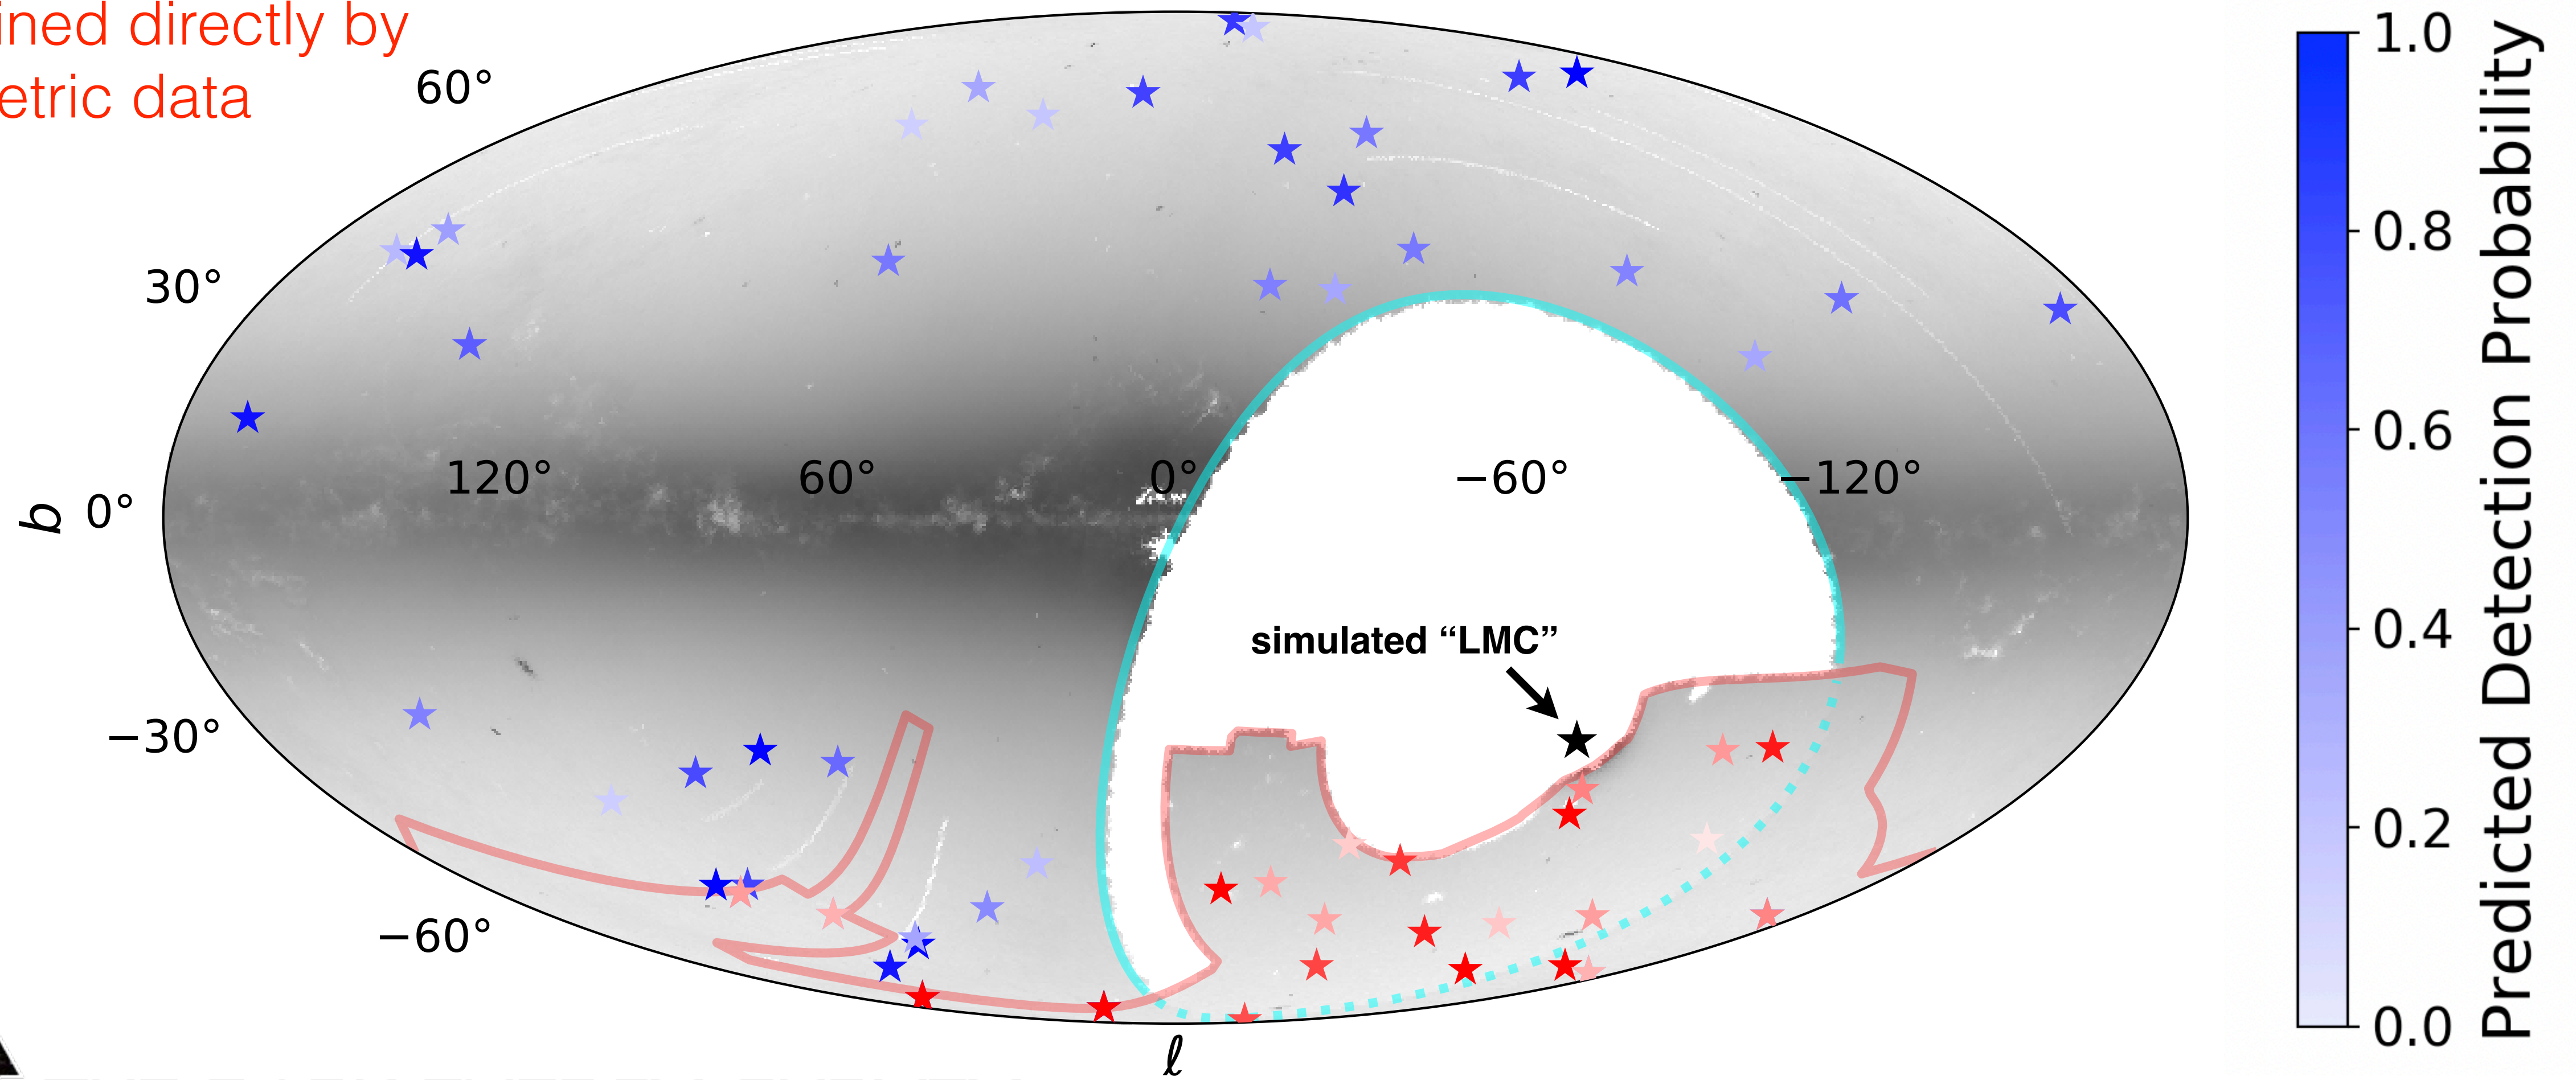 ined directly by
etric data
60°
30°
b 0°
−30°
−60°
120° 60° 0° −60° −120°
simulated “LMC”
ℓ
1.0
0.8
0.6
0.4
0.2
0.0
Predicted Detection Probability